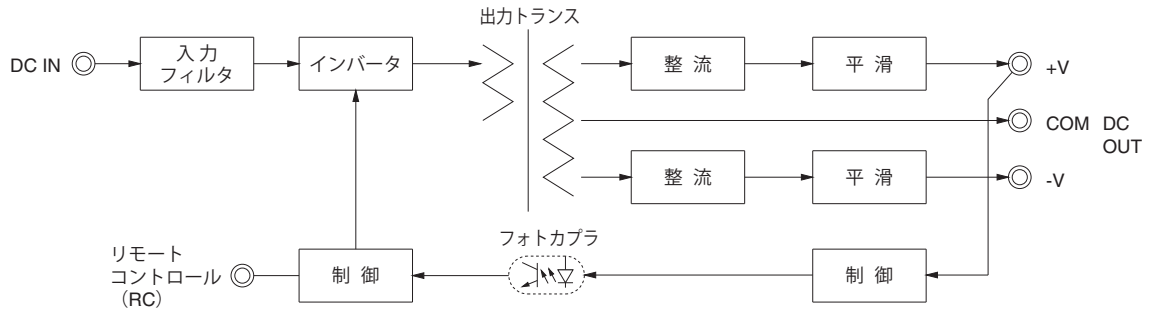 出力トランス
DC IN
入力
フィルタ
インバータ
整流
平滑
+V
COM DC
OUT
整流
平滑
-V
フォトカプラ
リモート
コントロール
（RC）
制御
制御